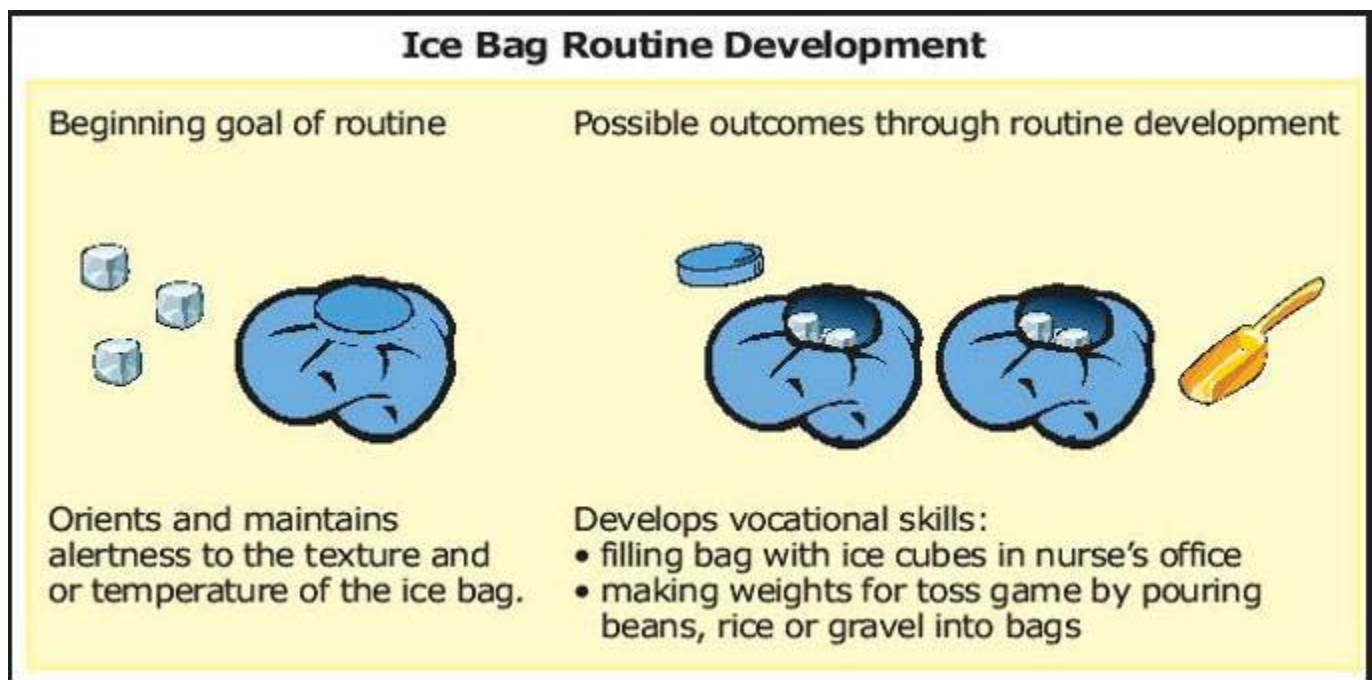 Ice Bag Routine Development
Beginning goal of routine
Orients and maintains
alertness to the texture and
or temperature of the ice bag.
Possible outcomes through routine development
Develops vocational skills:
• filling bag with ice cubes in nurse's office
• making weights for toss game by pouring
beans, rice or gravel into bags